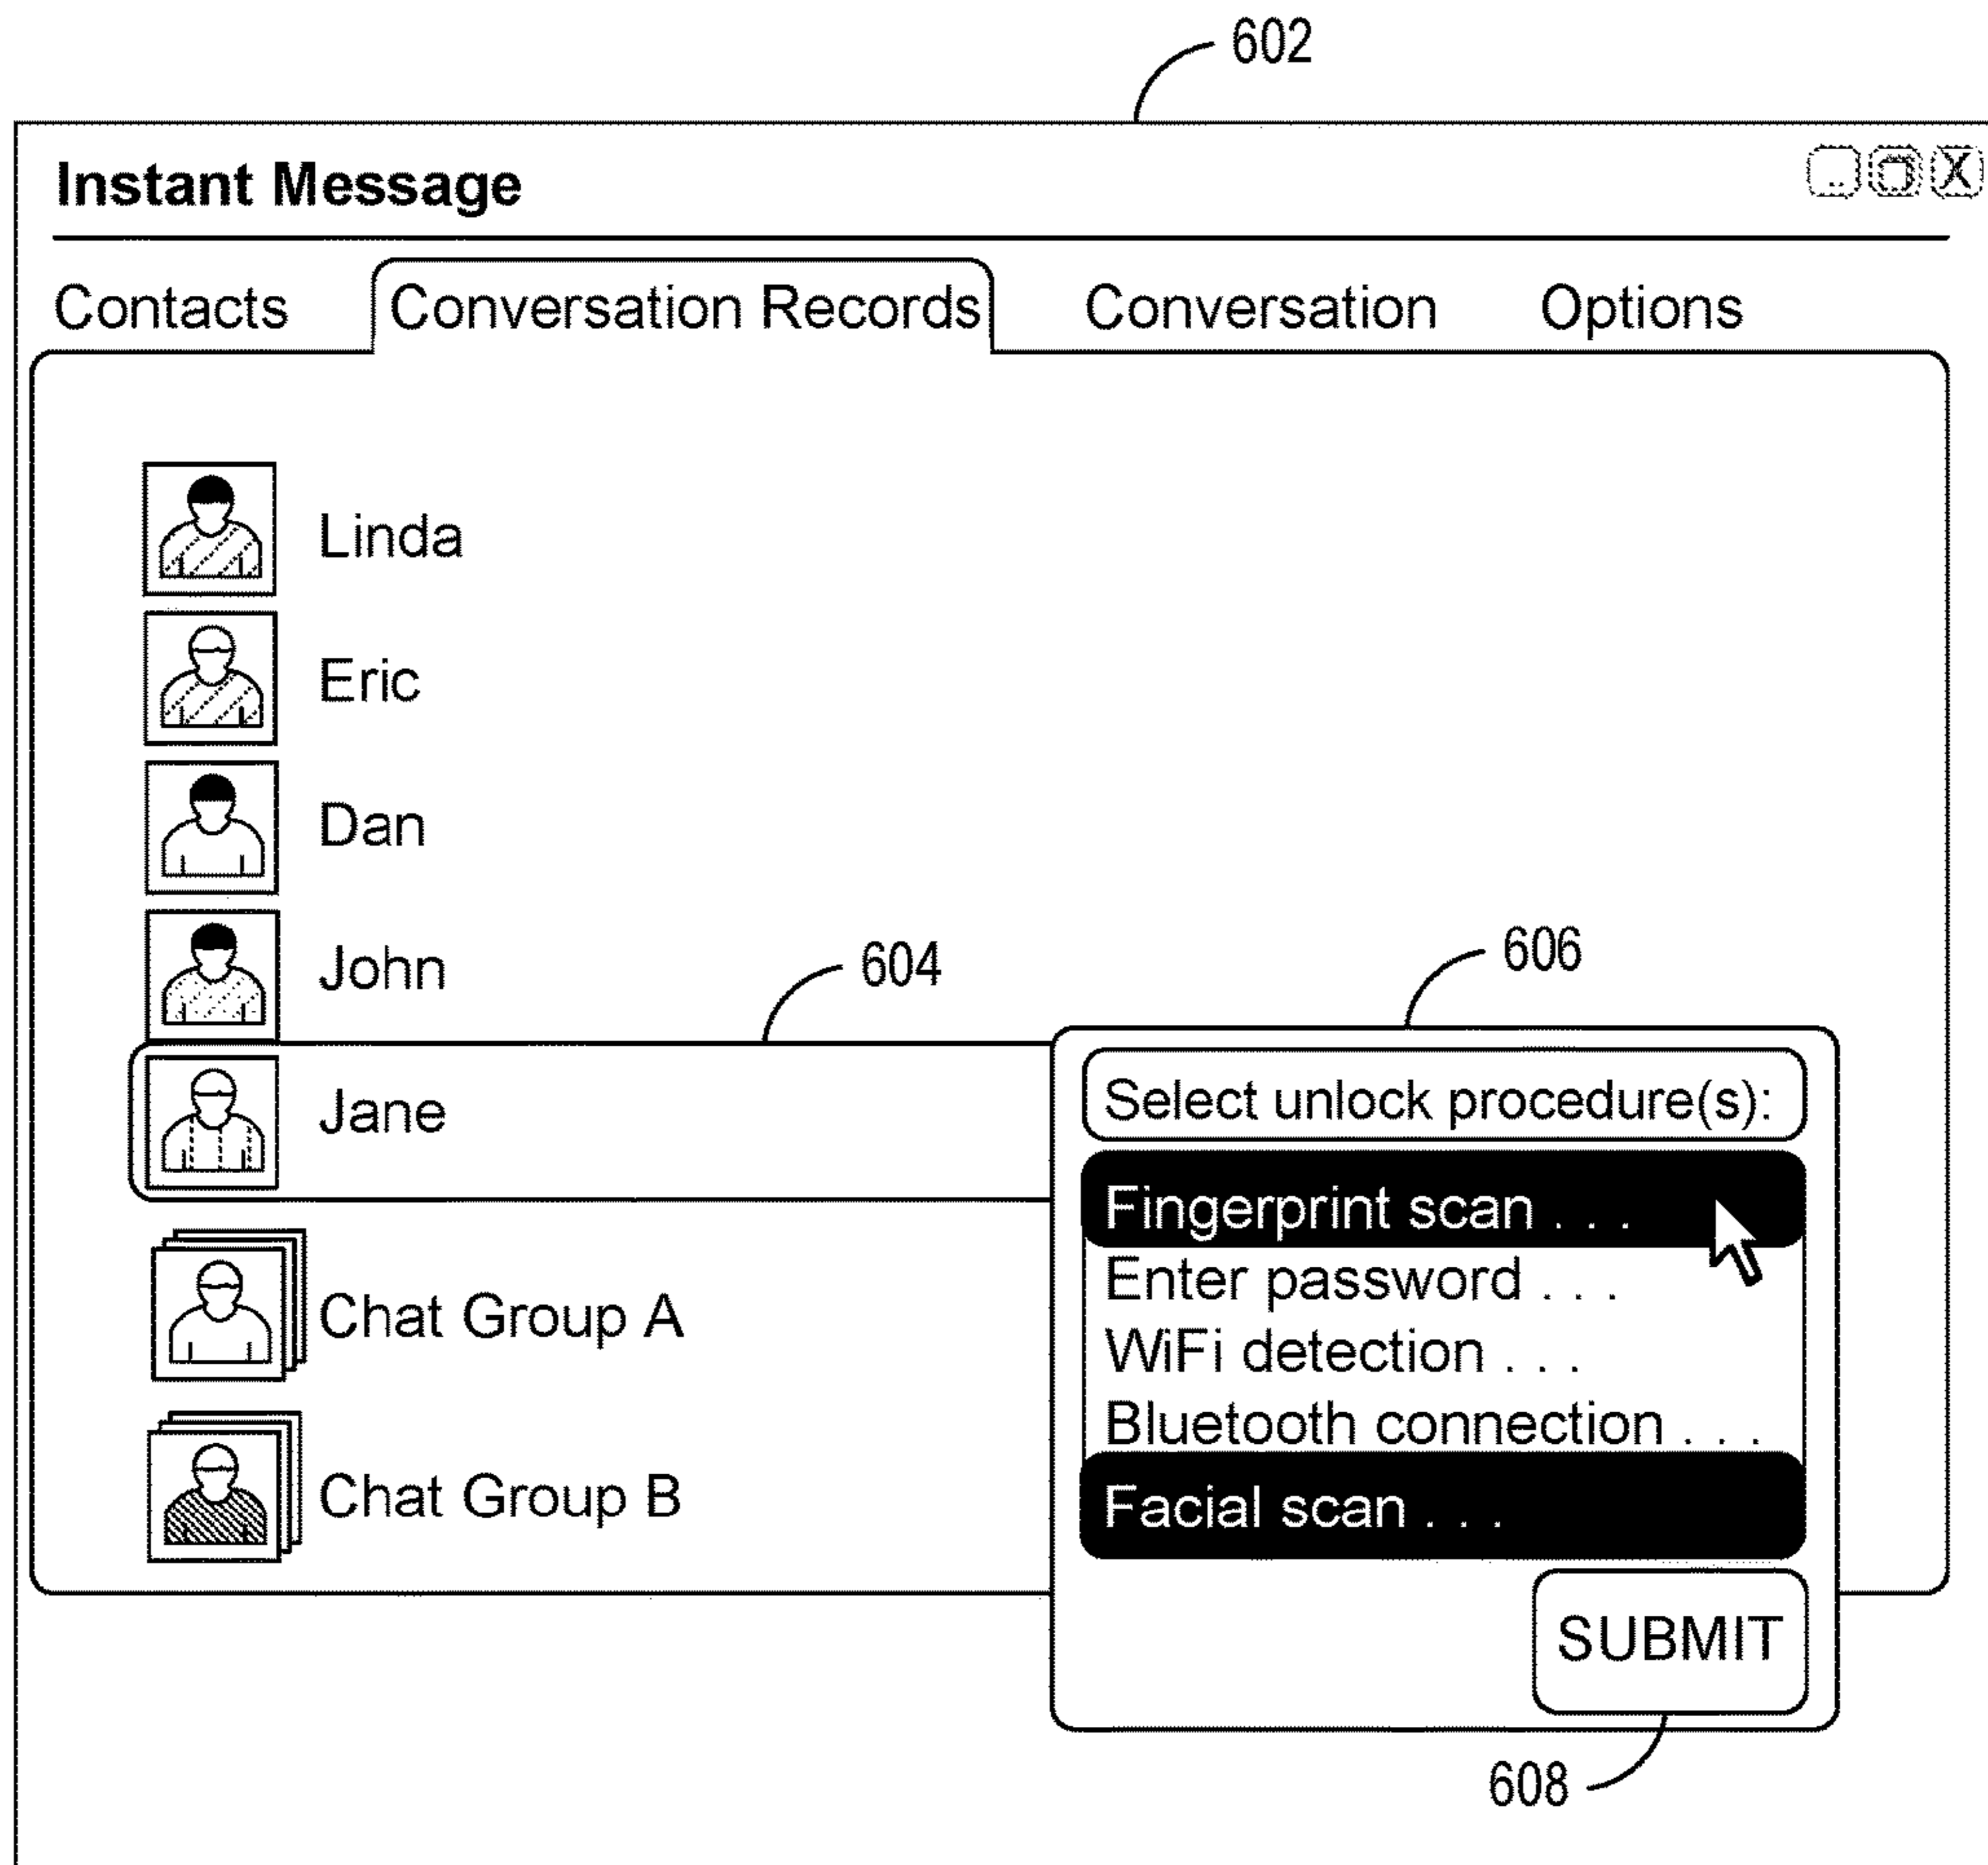 602
Instant Message
Contacts Conversation Records Conversation Options
Linda
Eric
Dan
John
604
606
Jane
Select unlock procedure(s):
Fingerprint scan . . .
Enter password . . .
WiFi detection . . .
Bluetooth connection . . .
Facial scan . . .
Chat Group A
Chat Group B
SUBMIT
608